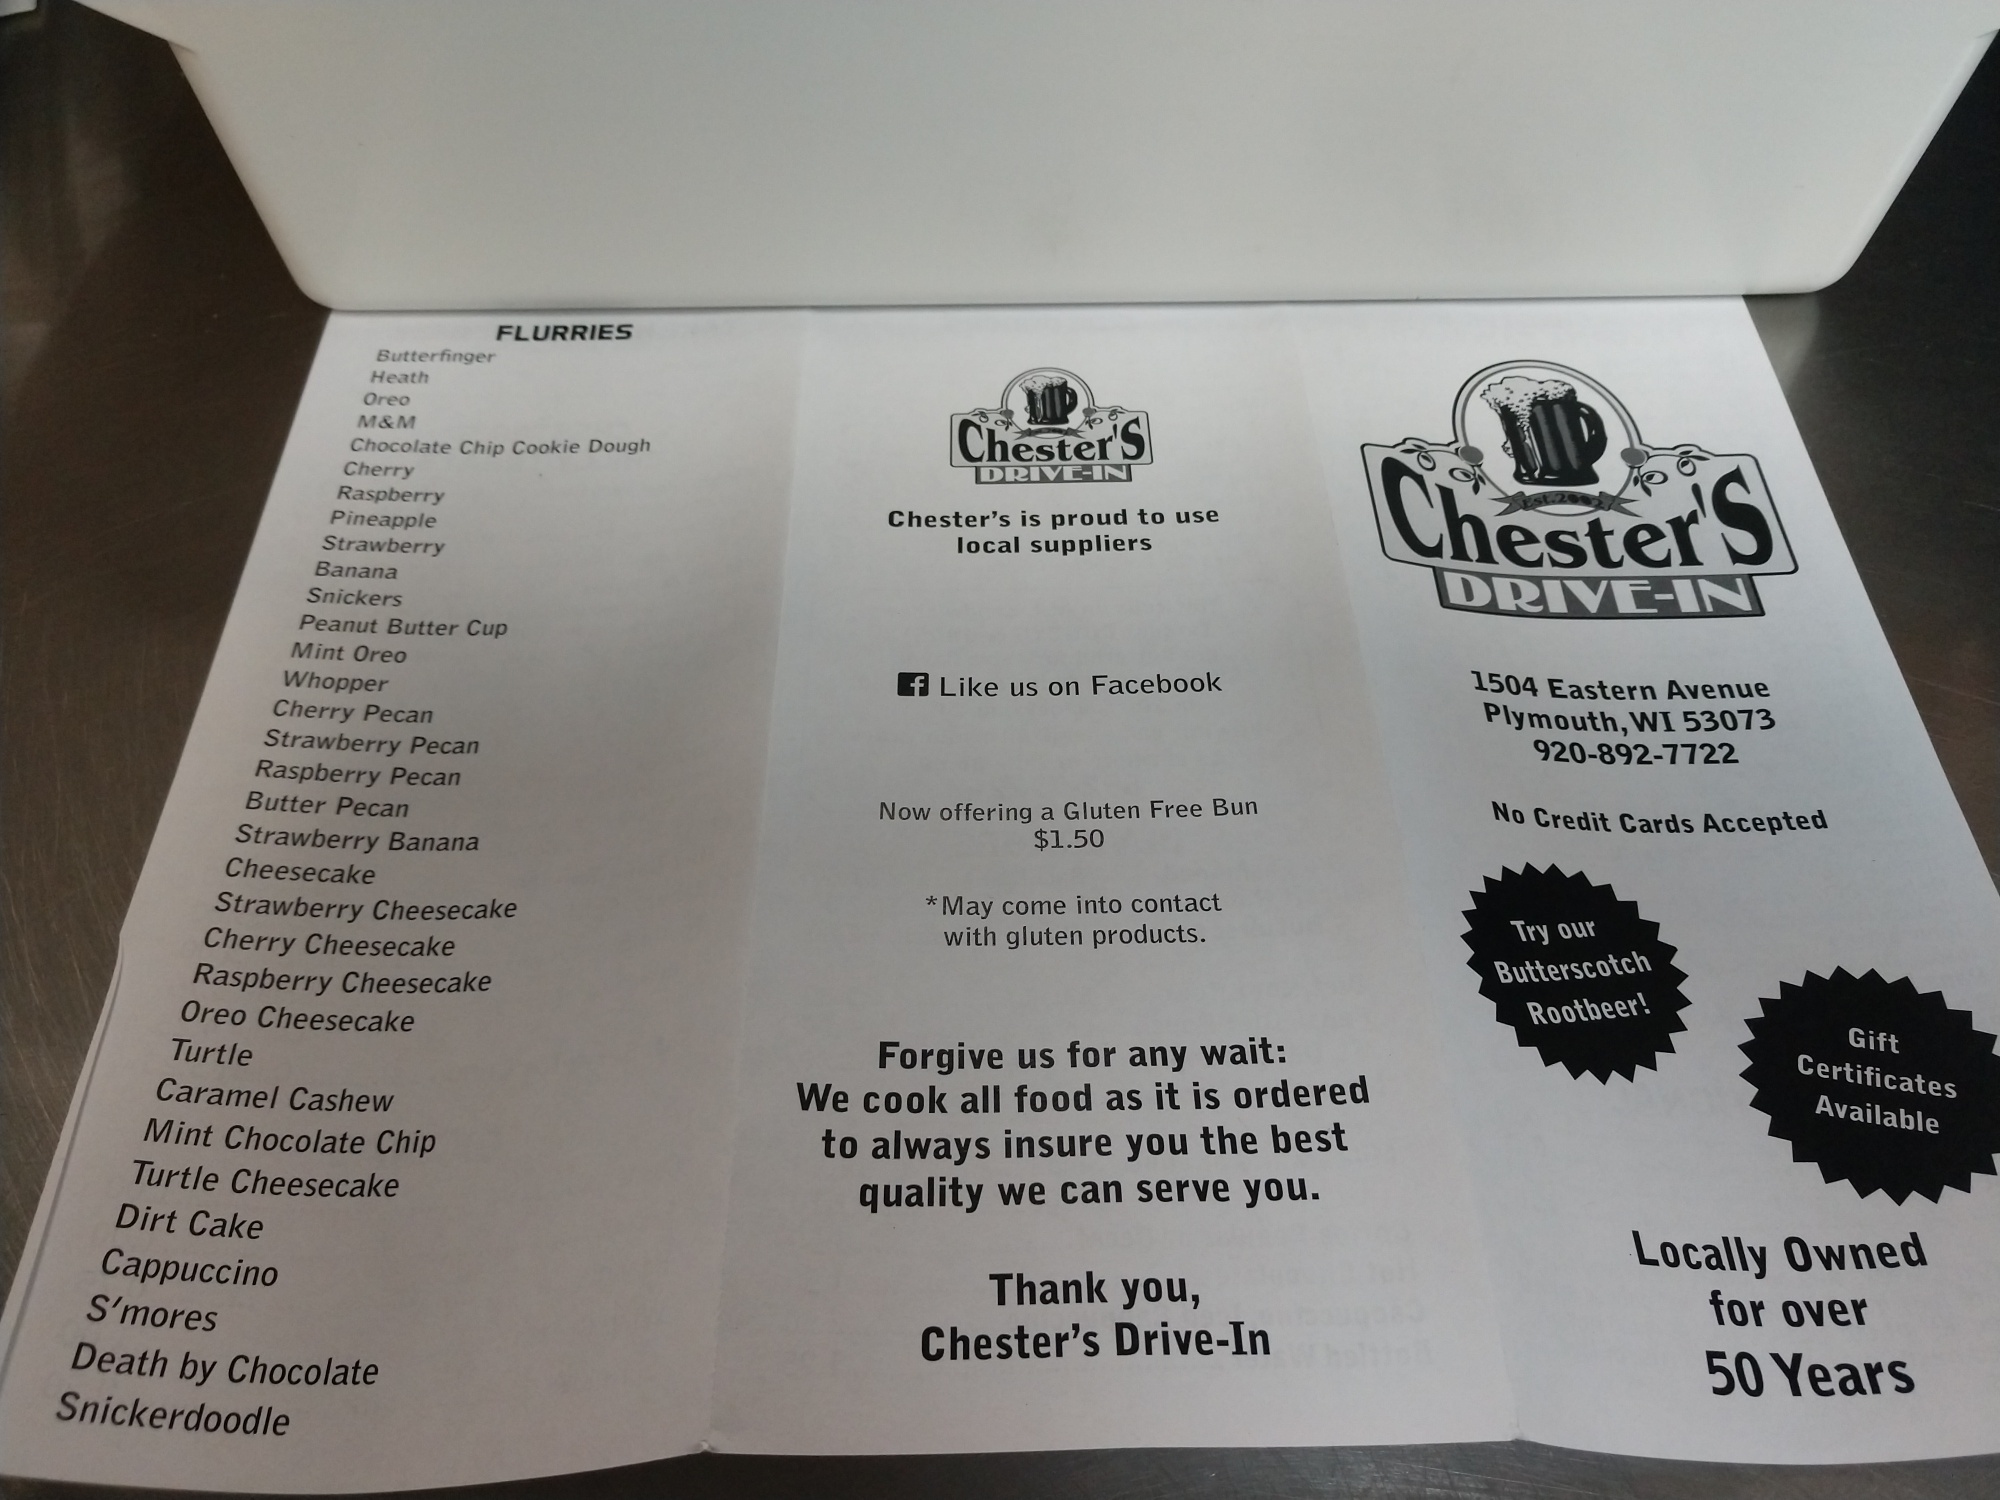 FLURRIES
Butterfinger
Heath
Oreo
M&M
Chocolate Chip Cookie Dough
Cherry
Raspberry
Pineapple
Strawberry
Banana
Snickers
Peanut Butter Cup
Mint Oreo
Whopper
Cherry Pecan
Strawberry Pecan
Raspberry Pecan
Butter Pecan
Strawberry Banana
Cheesecake
Strawberry Cheesecake
Cherry Cheesecake
Raspberry Cheesecake
Oreo Cheesecake
Turtle
Caramel Cashew
Mint Chocolate Chip
Turtle Cheesecake
Dirt Cake
Cappuccino
S'mores
Death by Chocolate
Snickerdoodle
Chester'S
DRIVE-IN
Chester's is proud to use
local suppliers
f Like us on Facebook
Now offering a Gluten Free Bun
$1.50
*May come into contact
with gluten products.
Forgive us for any wait:
We cook all food as it is ordered
to always insure you the best
quality we can serve you.
Thank you,
Chester's Drive-In
Est.2002
Chester'S
DRIVE-IN
1504 Eastern Avenue
Plymouth, WI 53073
920-892-7722
No Credit Cards Accepted
Try our
Butterscotch
Rootbeer!
Gift
Certificates
Available
Locally Owned
for over
50 Years